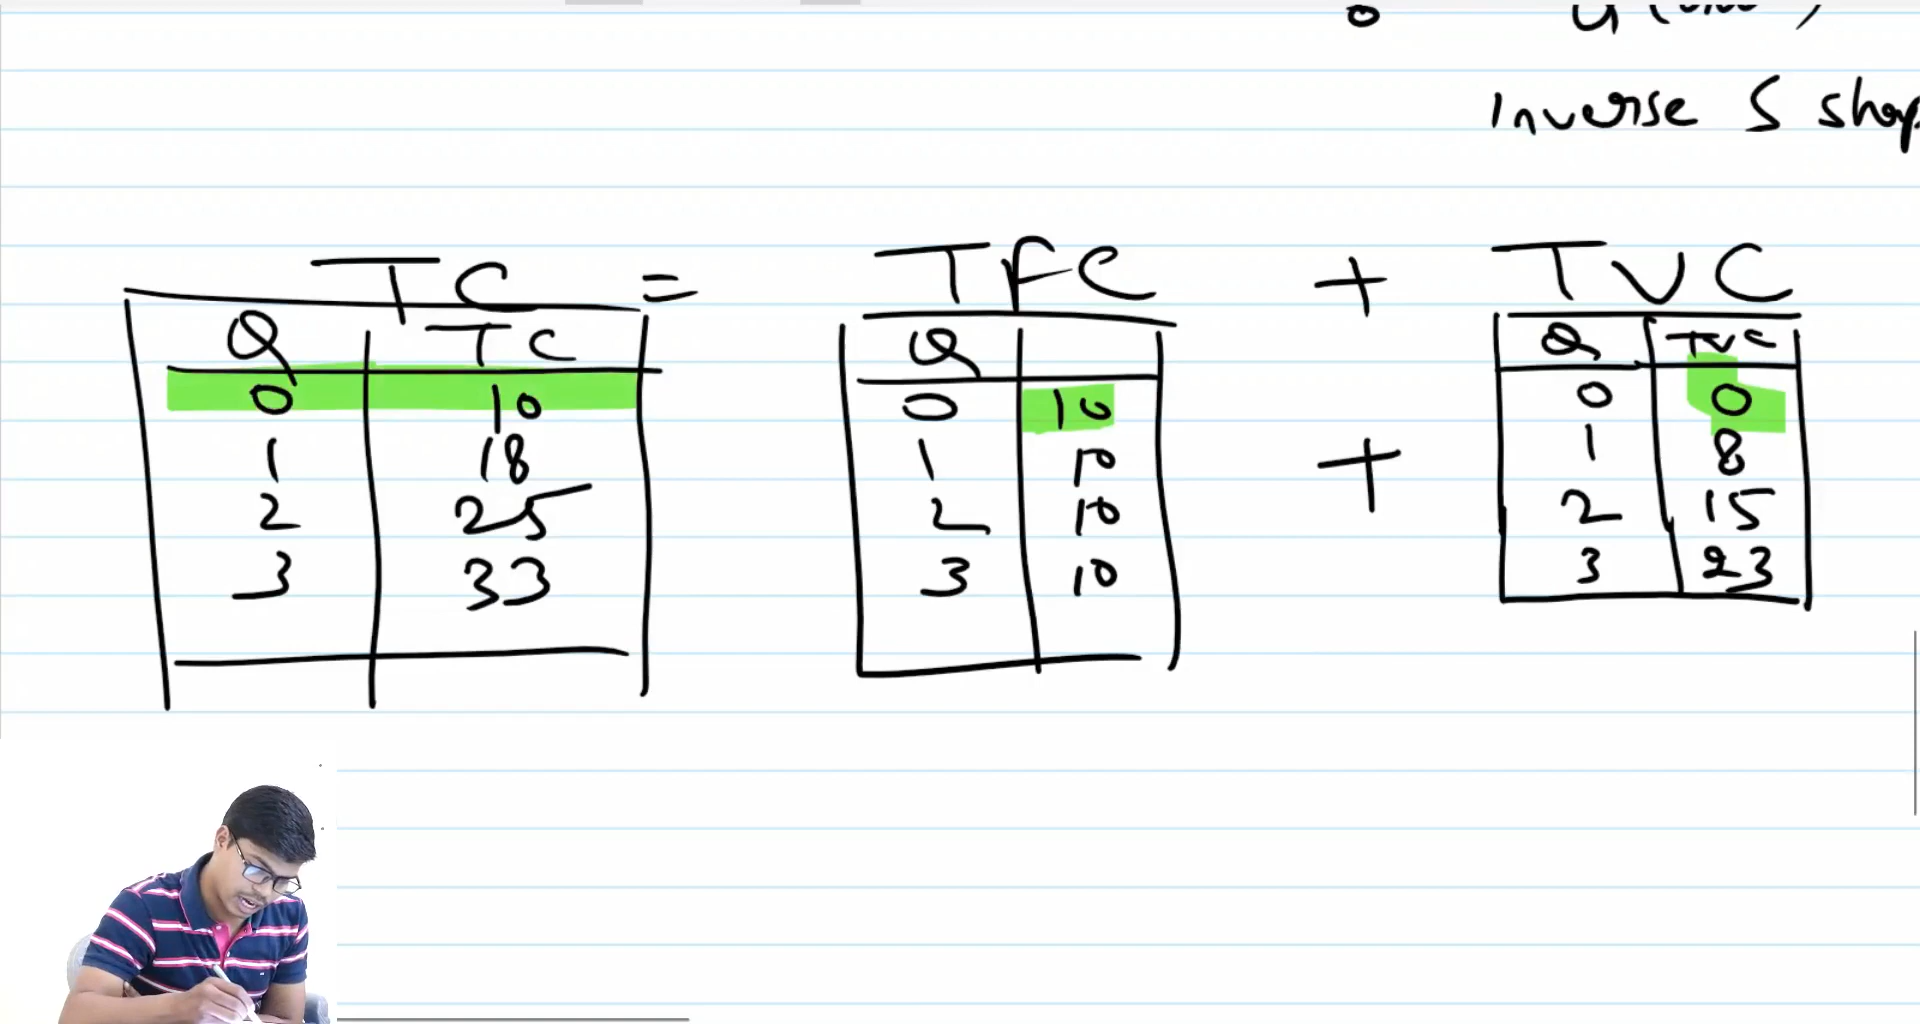 Inverse S
TC = TFC + TVC
Q TC Q Q TVC
0 10 0 10 0 0
1 18 1 10 + 1 8
2 25 2 10 2 15
3 33 3 10 3 23